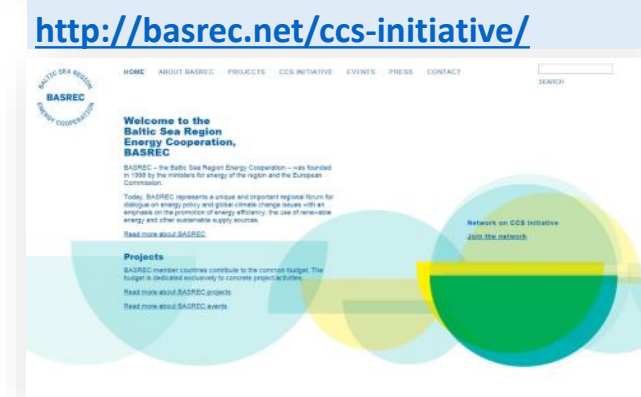 http://basrec.net/ccs-initiative/
BALTIC SEA REGION
BASREC
ENERGY COOPERATION
HOME ABOUT BASREC PROJECTS CCS INITIATIVE EVENTS PRESS CONTACT
SEARCH
Welcome to the
Baltic Sea Region
Energy Cooperation,
BASREC
BASREC – the Baltic Sea Region Energy Cooperation – was founded
in 1998 by the ministers for energy of the region and the European
Commission.
Today, BASREC represents a unique and important regional forum for
dialogue on energy policy and global climate change issues with an
emphasis on the promotion of energy efficiency, the use of renewable
energy and other sustainable supply sources.
Read more about BASREC
Network on CCS Initiative
Join the network
Projects
BASREC member countries contribute to the common budget. The
budget is dedicated exclusively to concrete project activities.
Read more about BASREC projects
Read more about BASREC events